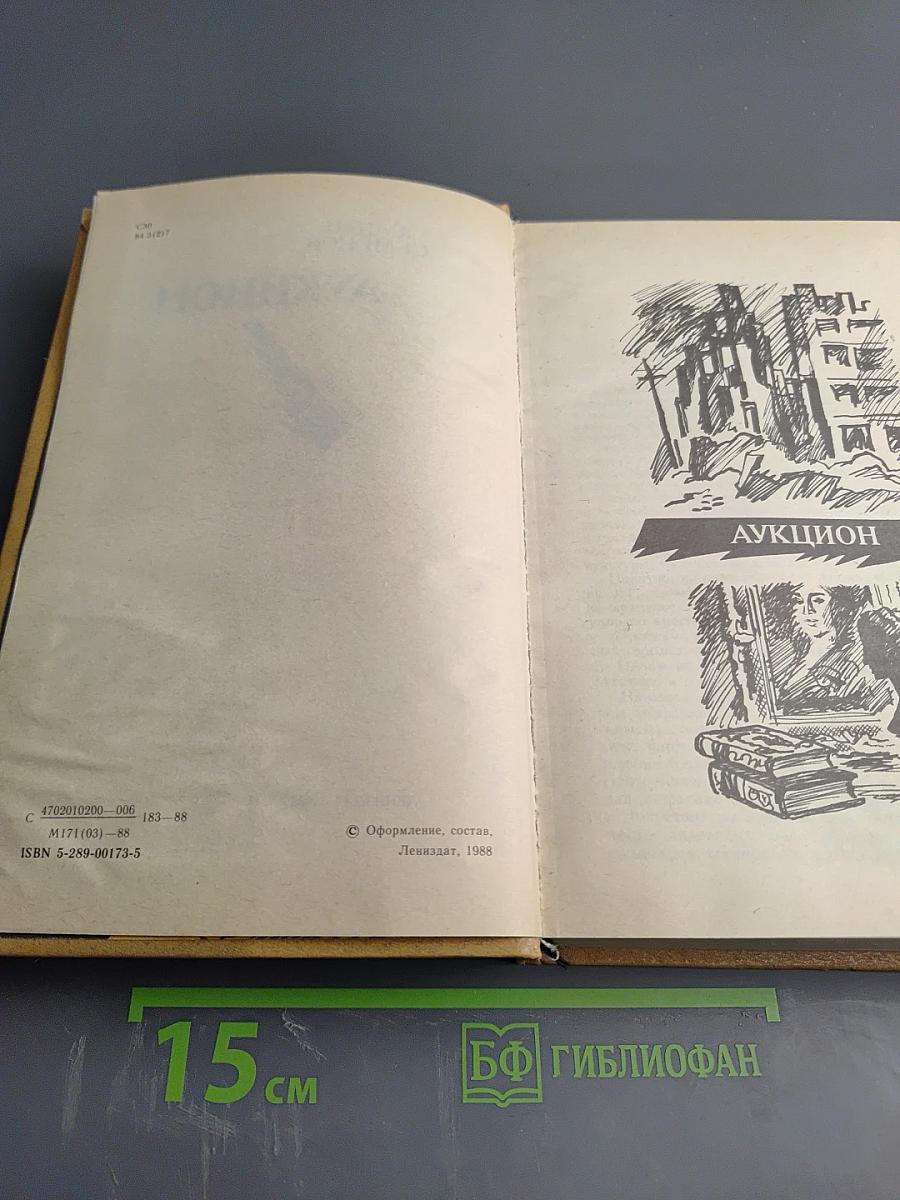 С30
84.3(2)7
4702010200—006
С 183—88
М171(03)—88
ISBN 5-289-00173-5
© Оформление, состав,
Лениздат, 1988
АУКЦИОН
15 см
БФ ГИБЛИОФАН